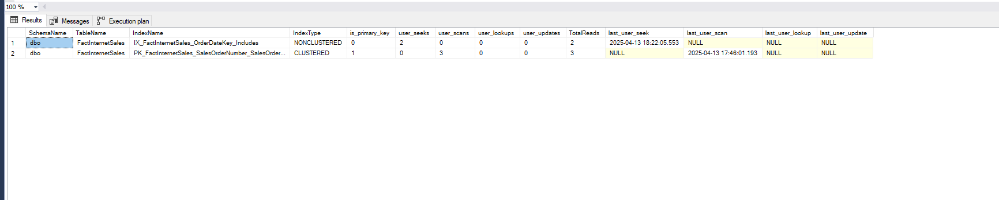 100 %
Results Messages Execution plan
SchemaName TableName IndexName IndexType is_primary_key user_seeks user_scans user_lookups user_updates TotalReads last_user_seek last_user_scan last_user_lookup last_user_update
1 dbo FactInternetSales IX_FactInternetSales_OrderDateKey_Includes NONCLUSTERED 0 2 0 0 0 2 2025-04-13 18:22:05.553 NULL NULL NULL
2 dbo FactInternetSales PK_FactInternetSales_SalesOrderNumber_SalesOrder... CLUSTERED 1 0 3 0 0 3 NULL 2025-04-13 17:46:01.193 NULL NULL